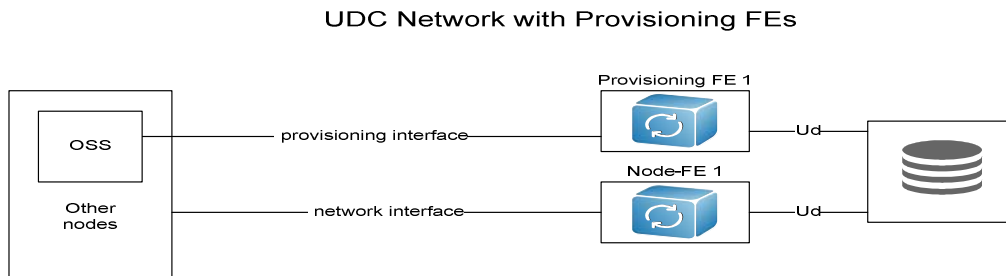 UDC Network with Provisioning FEs
Provisioning FE 1
OSS
provisioning interface
Ud
Node-FE 1
Other
nodes
network interface
Ud